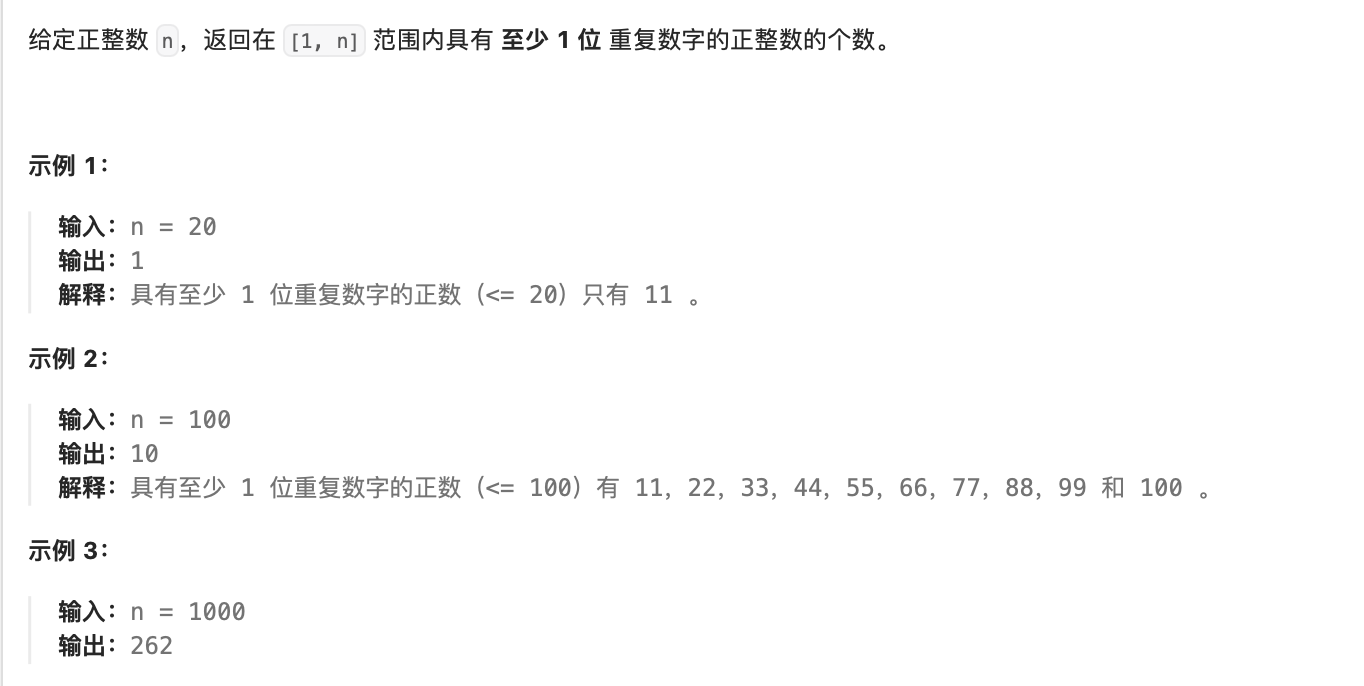 给定正整数 n，返回在 [1, n] 范围内具有 至少 1 位 重复数字的正整数的个数。
示例 1：
输入：n = 20
输出：1
解释：具有至少 1 位重复数字的正数（<= 20）只有 11 。
示例 2：
输入：n = 100
输出：10
解释：具有至少 1 位重复数字的正数（<= 100）有 11，22，33，44，55，66，77，88，99 和 100 。
示例 3：
输入：n = 1000
输出：262